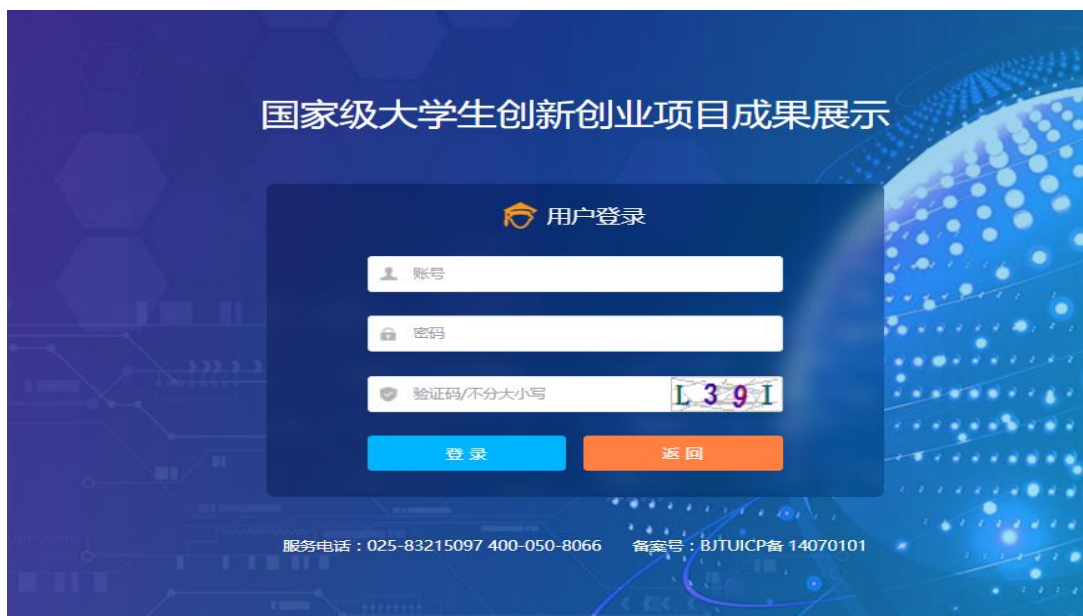 国家级大学生创新创业项目成果展示
用户登录
账号
密码
验证码/不分大小写 L39I
登 录 返 回
服务电话：025-83215097 400-050-8066 备案号：BJTUICP备 14070101